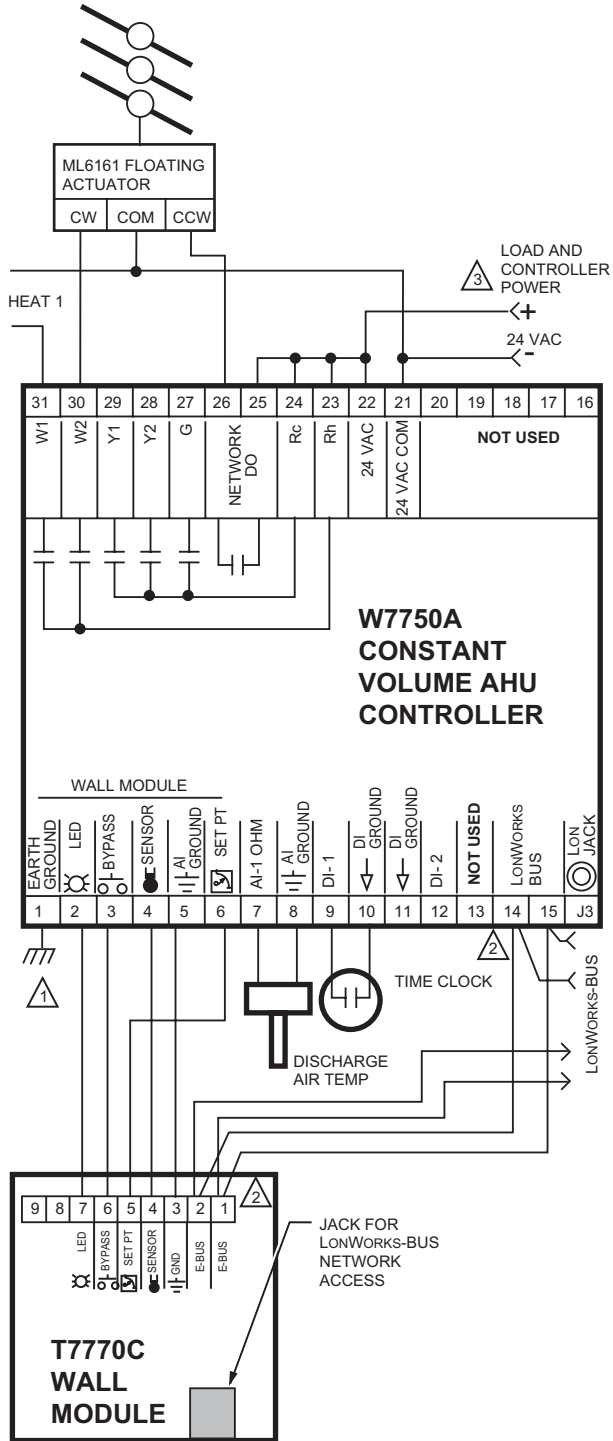 ML6161 FLOATING
ACTUATOR
CW COM CCW
LOAD AND
CONTROLLER
POWER
3
+
HEAT 1
24 VAC
-
31 30 29 28 27 26 25 24 23 22 21 20 19 18 17 16
W1 W2 Y1 Y2 G NETWORK DO Rc Rh 24 VAC 24 VAC COM NOT USED
W7750A
CONSTANT
VOLUME AHU
CONTROLLER
WALL MODULE
EARTH GROUND LED BYPASS SENSOR AI GROUND SET PT AI-1 OHM AI GROUND DI-1 DI GROUND DI GROUND DI-2 NOT USED LONWORKS BUS LON JACK
1 2 3 4 5 6 7 8 9 10 11 12 13 14 15 J3
1
2
TIME CLOCK
DISCHARGE
AIR TEMP
LONWORKS-BUS
2
9 8 7 6 5 4 3 2 1
LED BYPASS SET PT SENSOR GND E-BUS E-BUS
JACK FOR
LONWORKS-BUS
NETWORK
ACCESS
T7770C
WALL
MODULE